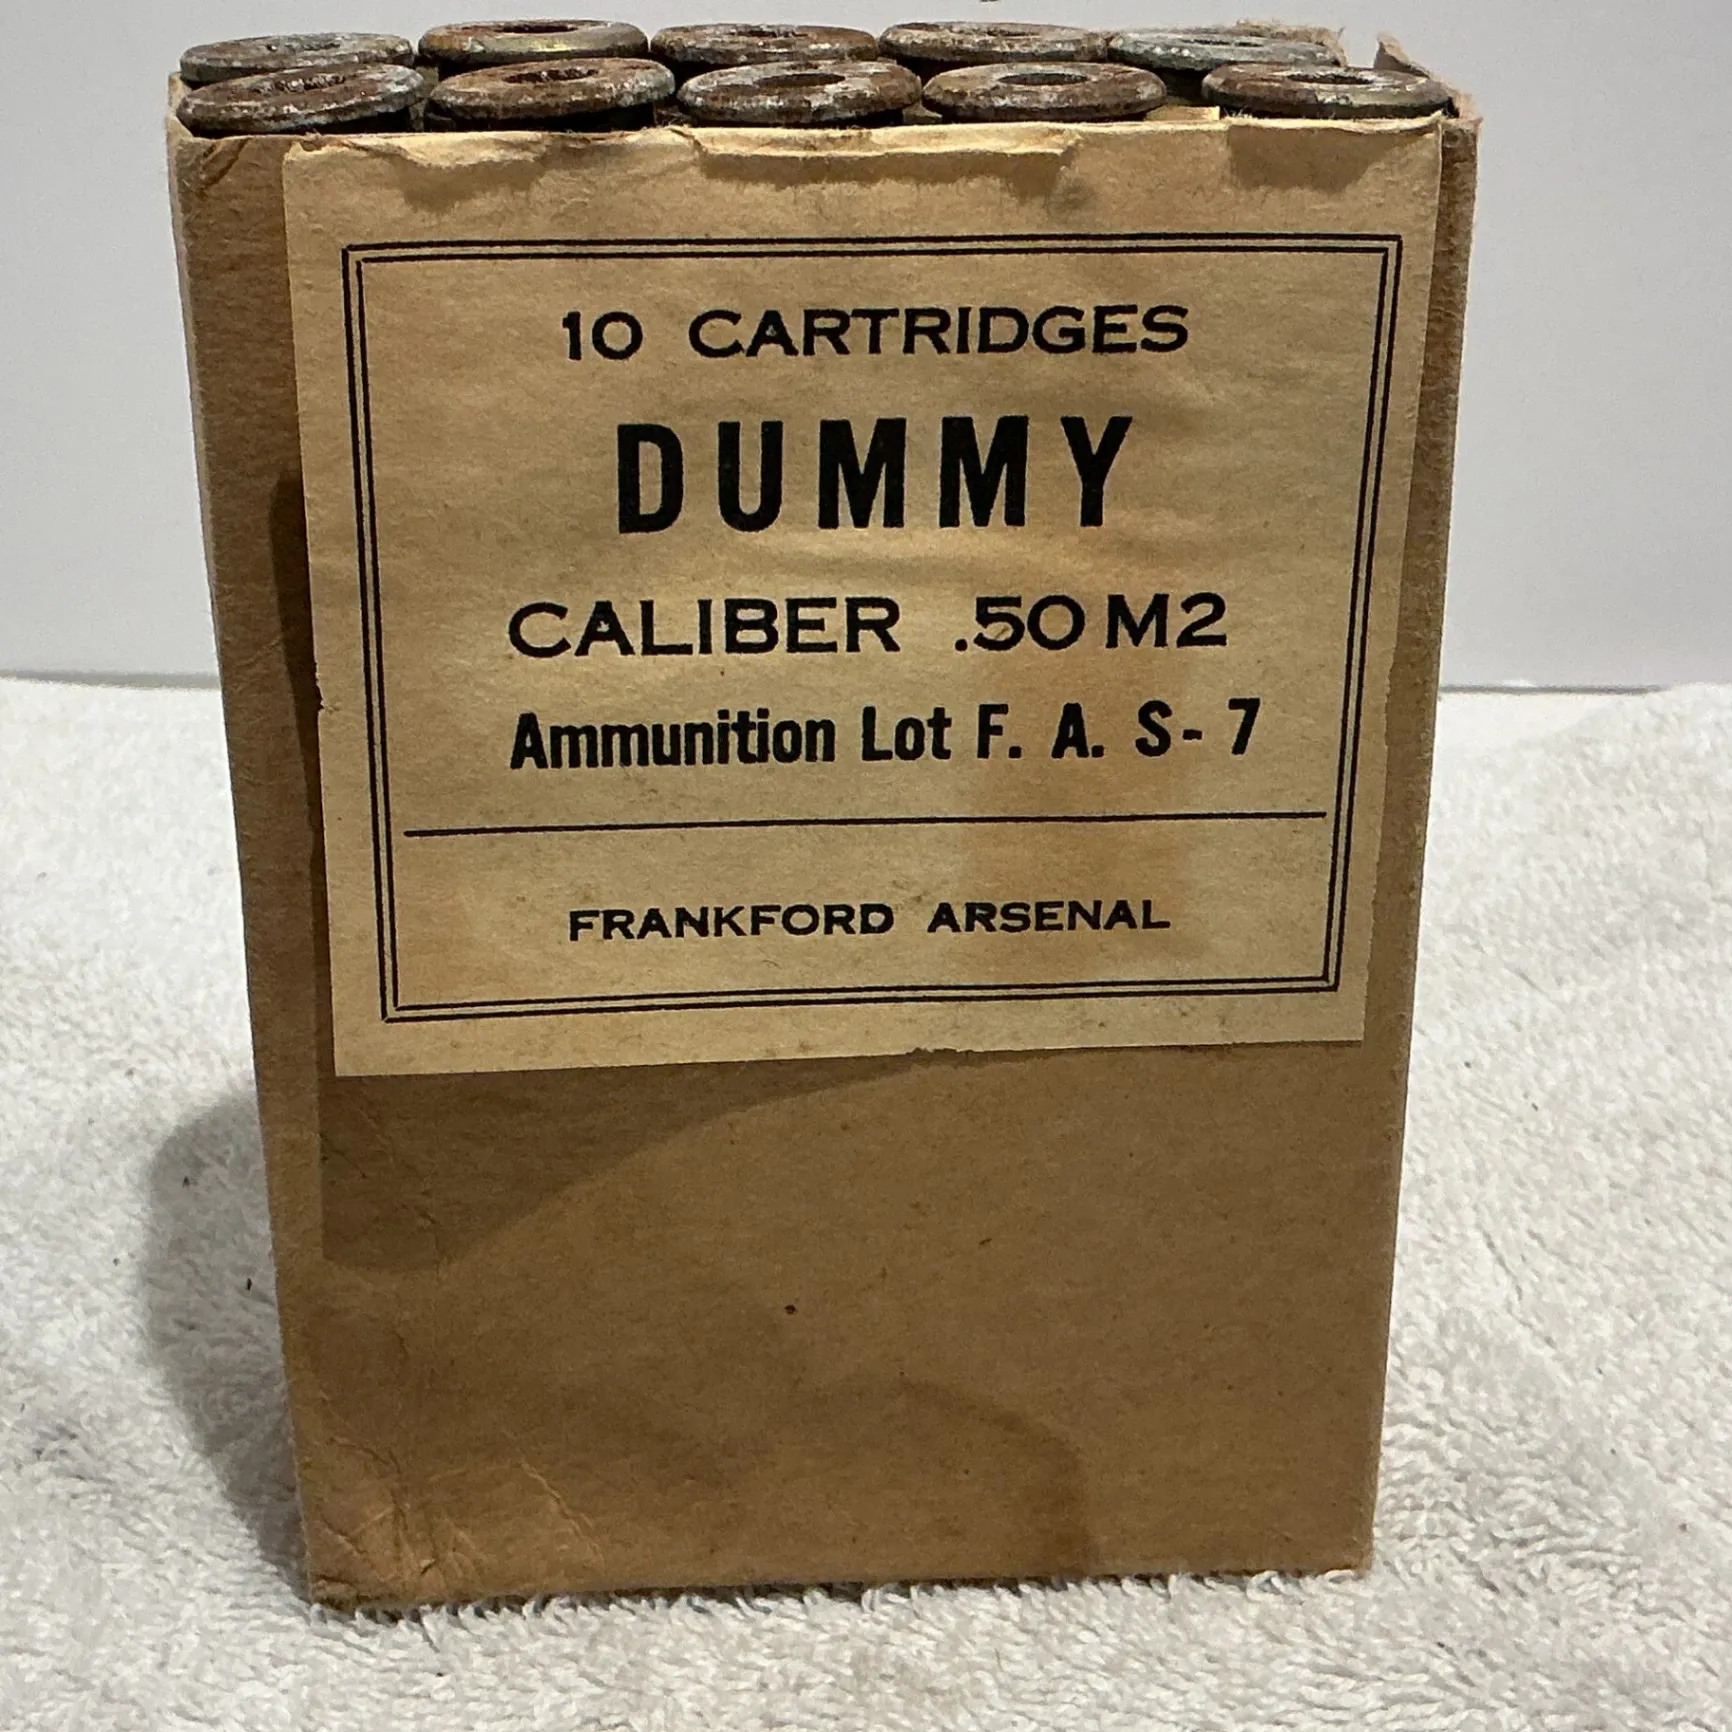 10 CARTRIDGES
DUMMY
CALIBER .50 M2
Ammunition Lot F. A. S-7
FRANKFORD ARSENAL